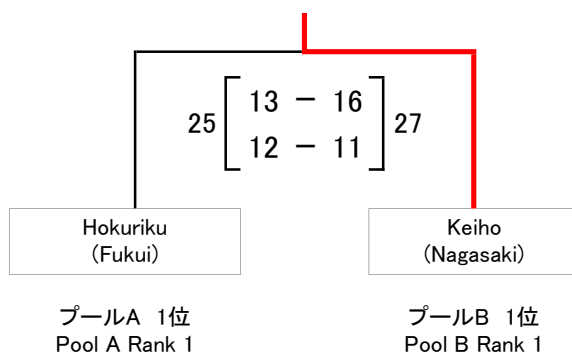 13 － 16
25 27
12 － 11
Hokuriku
(Fukui)
Keiho
(Nagasaki)
プールA 1位
Pool A Rank 1
プールB 1位
Pool B Rank 1